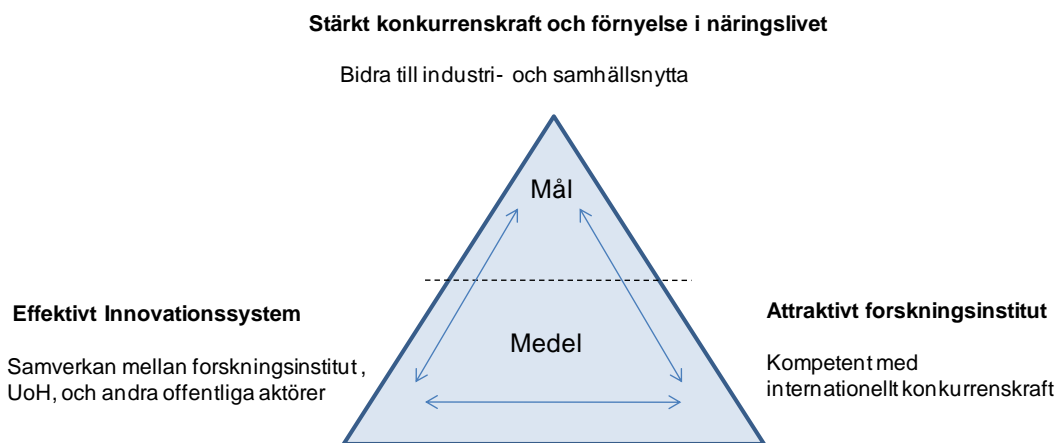 Stärkt konkurrenskraft och förnyelse i näringslivet
Bidra till industri- och samhällsnytta
Mål
Effektivt Innovationssystem
Samverkan mellan forskningsinstitut,
UoH, och andra offentliga aktörer
Medel
Attraktivt forskningsinstitut
Kompetent med
internationellt konkurrenskraft